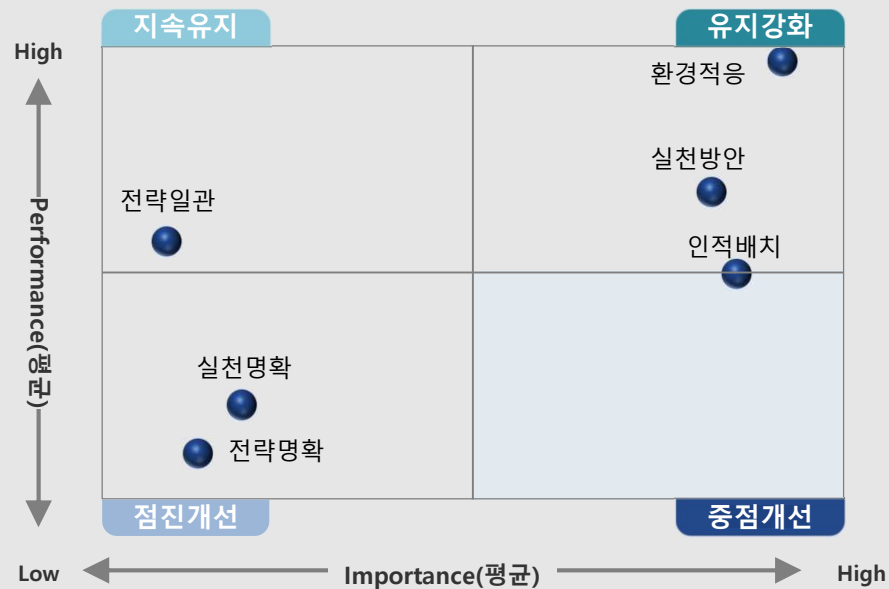 지속유지
유지강화
High
환경적응
실천방안
전략일관
인적배치
Performance(평균)
실천명확
전략명확
점진개선
중점개선
Low
Importance(평균)
High